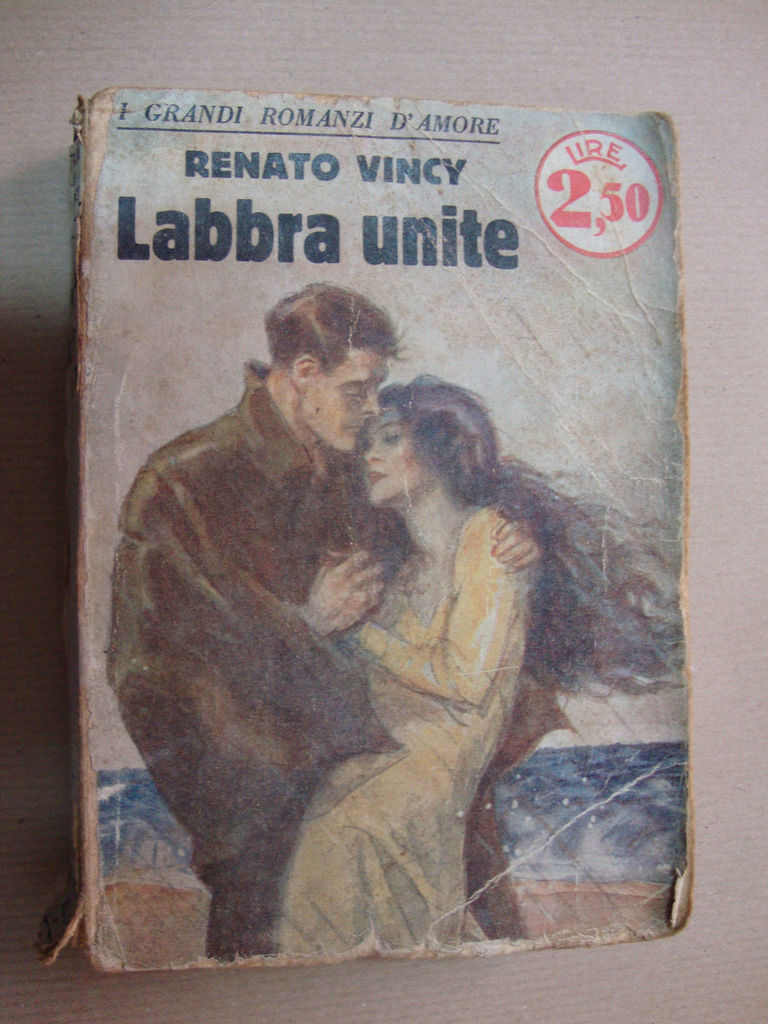 I GRANDI ROMANZI D'AMORE
RENATO VINCY
LIRE
2,50
Labbra unite